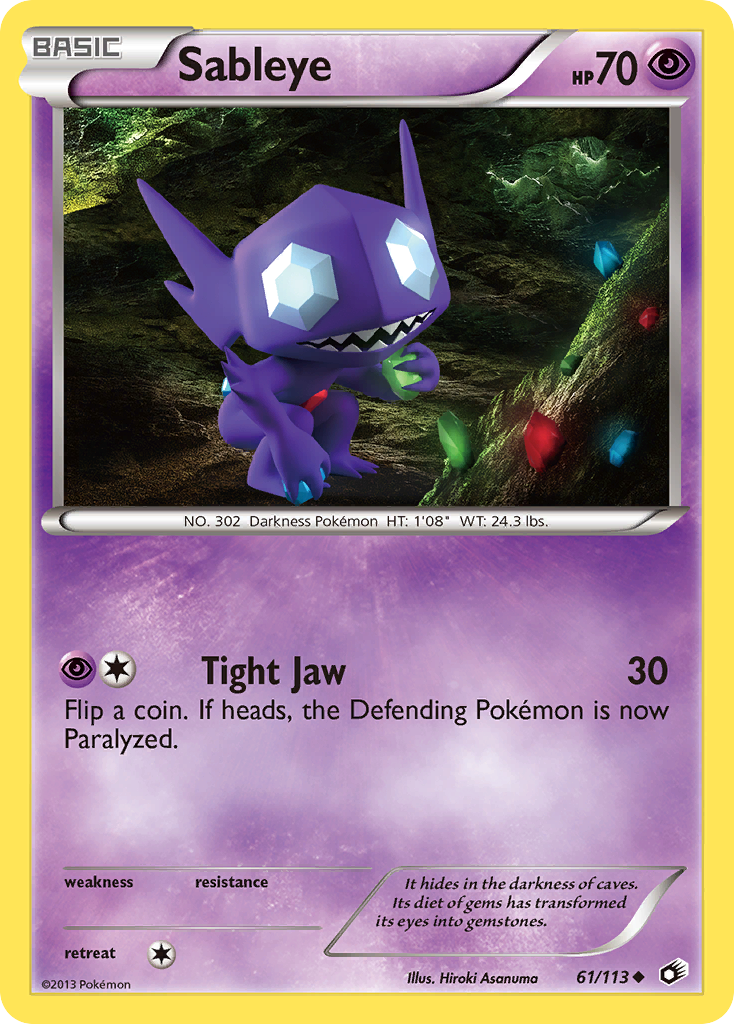 BASIC
Sableye
HP70
NO. 302 Darkness Pokémon HT: 1'08" WT: 24.3 lbs.
Tight Jaw 30
Flip a coin. If heads, the Defending Pokémon is now
Paralyzed.
weakness resistance
It hides in the darkness of caves.
Its diet of gems has transformed
its eyes into gemstones.
retreat
©2013 Pokémon
Illus. Hiroki Asanuma
61/113